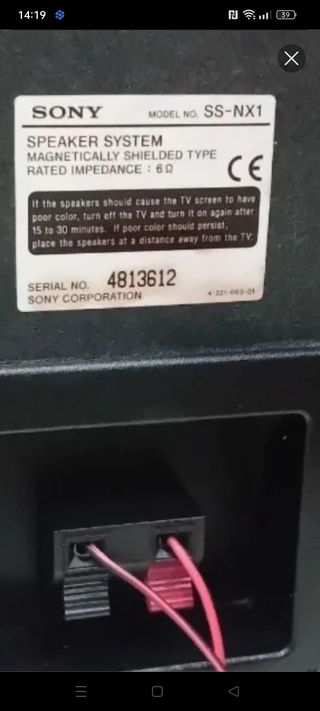 14:19
39
SONY MODEL NO. SS-NX1
SPEAKER SYSTEM
MAGNETICALLY SHIELDED TYPE
RATED IMPEDANCE : 6 Ω
CE
If the speakers should cause the TV screen to have
poor color, turn off the TV and turn it on again after
15 to 30 minutes. If poor color should persist,
place the speakers at a distance away from the TV.
SERIAL NO. 4813612
SONY CORPORATION